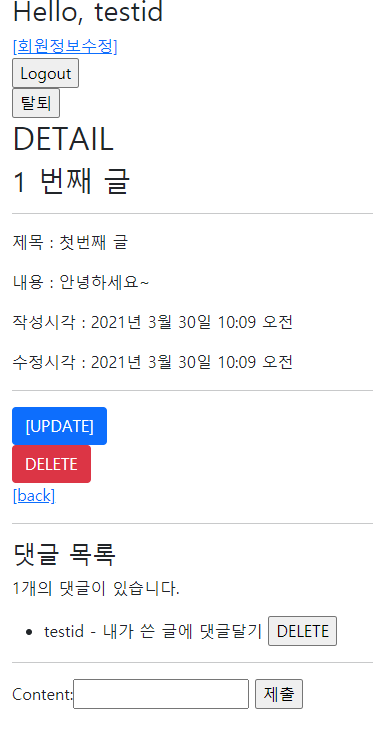 Hello, testid
[회원정보수정]
Logout
탈퇴
DETAIL
1 번째 글
제목 : 첫번째 글
내용 : 안녕하세요~
작성시각 : 2021년 3월 30일 10:09 오전
수정시각 : 2021년 3월 30일 10:09 오전
[UPDATE]
DELETE
[back]
댓글 목록
1개의 댓글이 있습니다.
• testid - 내가 쓴 글에 댓글달기 DELETE
Content: 제출